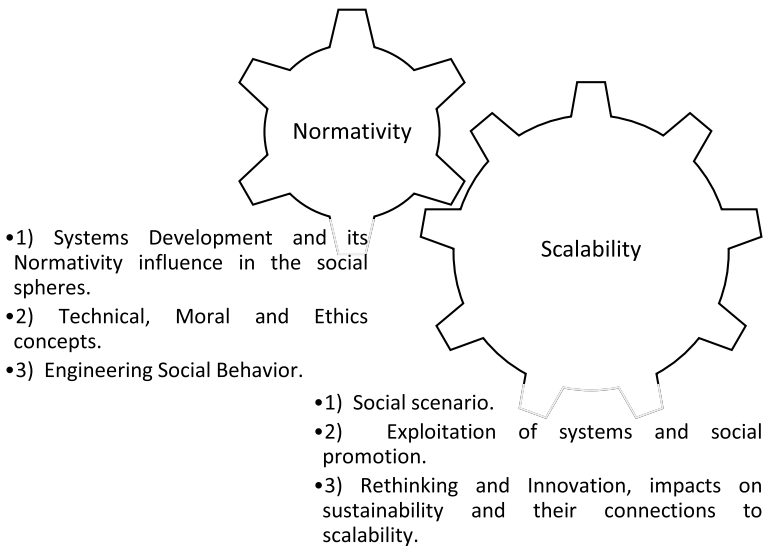 Normativity
Scalability
•1) Systems Development and its
Normativity influence in the social
spheres.
•2) Technical, Moral and Ethics
concepts.
•3) Engineering Social Behavior.
•1) Social scenario.
•2) Exploitation of systems and social
promotion.
•3) Rethinking and Innovation, impacts on
sustainability and their connections to
scalability.